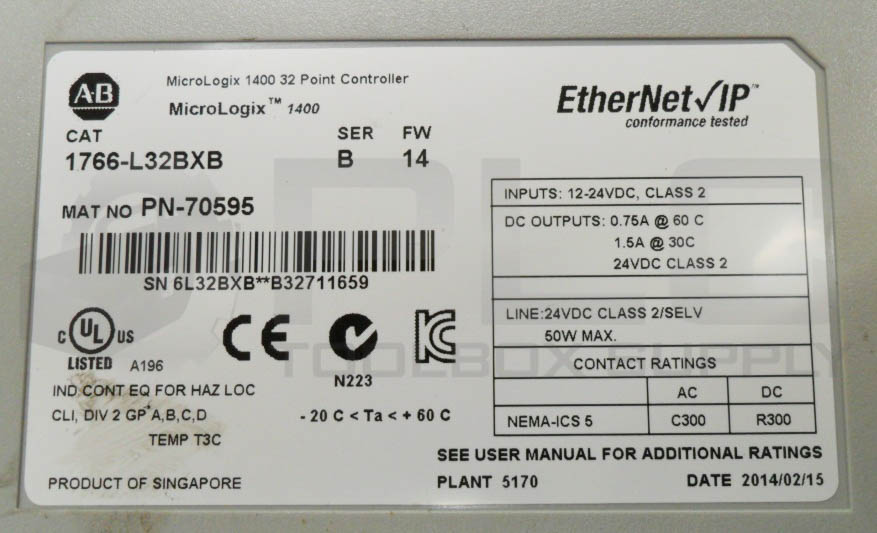 A-B
MicroLogix 1400 32 Point Controller
MicroLogix™ 1400
EtherNet/IP™
conformance tested
CAT SER FW
1766-L32BXB B 14
MAT NO PN-70595
SN 6L32BXB**B32711659
INPUTS: 12-24VDC, CLASS 2
DC OUTPUTS: 0.75A @ 60 C
1.5A @ 30C
24VDC CLASS 2
LINE:24VDC CLASS 2/SELV
50W MAX.
CONTACT RATINGS
AC DC
NEMA-ICS 5 C300 R300
C UL US
LISTED A196
CE
N223
IND CONT EQ FOR HAZ LOC
CLI, DIV 2 GP A,B,C,D
TEMP T3C
- 20 C < Ta < + 60 C
SEE USER MANUAL FOR ADDITIONAL RATINGS
PRODUCT OF SINGAPORE
PLANT 5170 DATE 2014/02/15
PLC
TOOLBOX SUPPLY